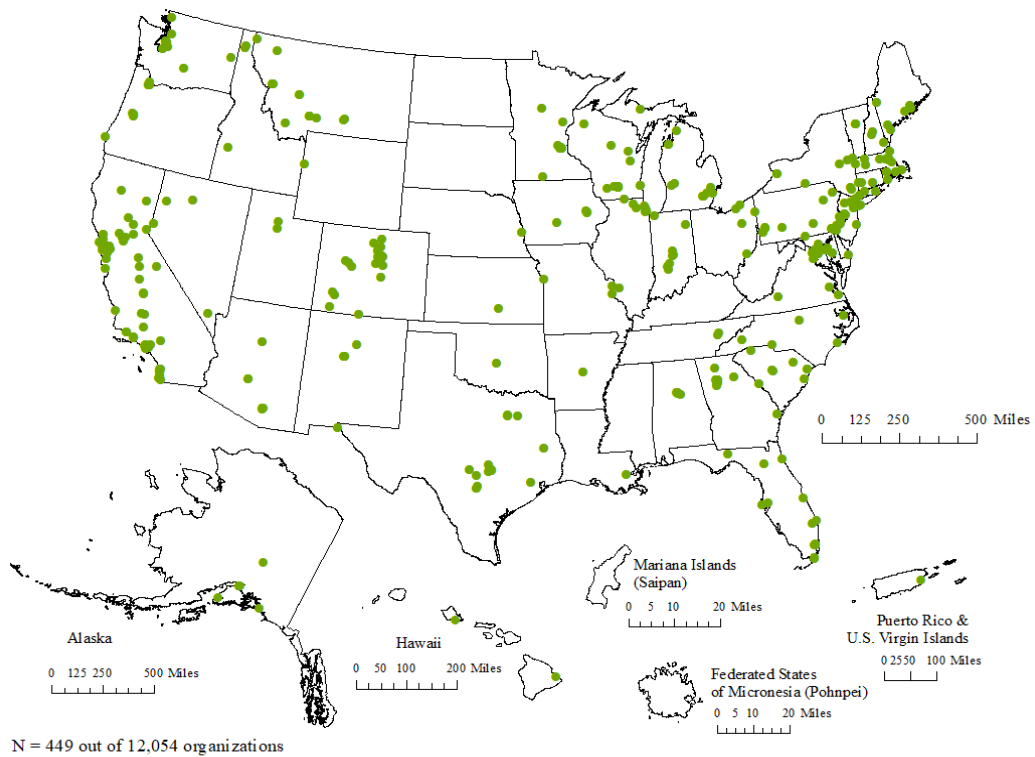 0 125 250 500 Miles
Mariana Islands
(Saipan)
0 5 10 20 Miles
Puerto Rico &
U.S. Virgin Islands
0 2550 100 Miles
Alaska
0 125 250 500 Miles
Hawaii
0 50 100 200 Miles
Federated States
of Micronesia (Pohnpei)
0 5 10 20 Miles
N = 449 out of 12,054 organizations